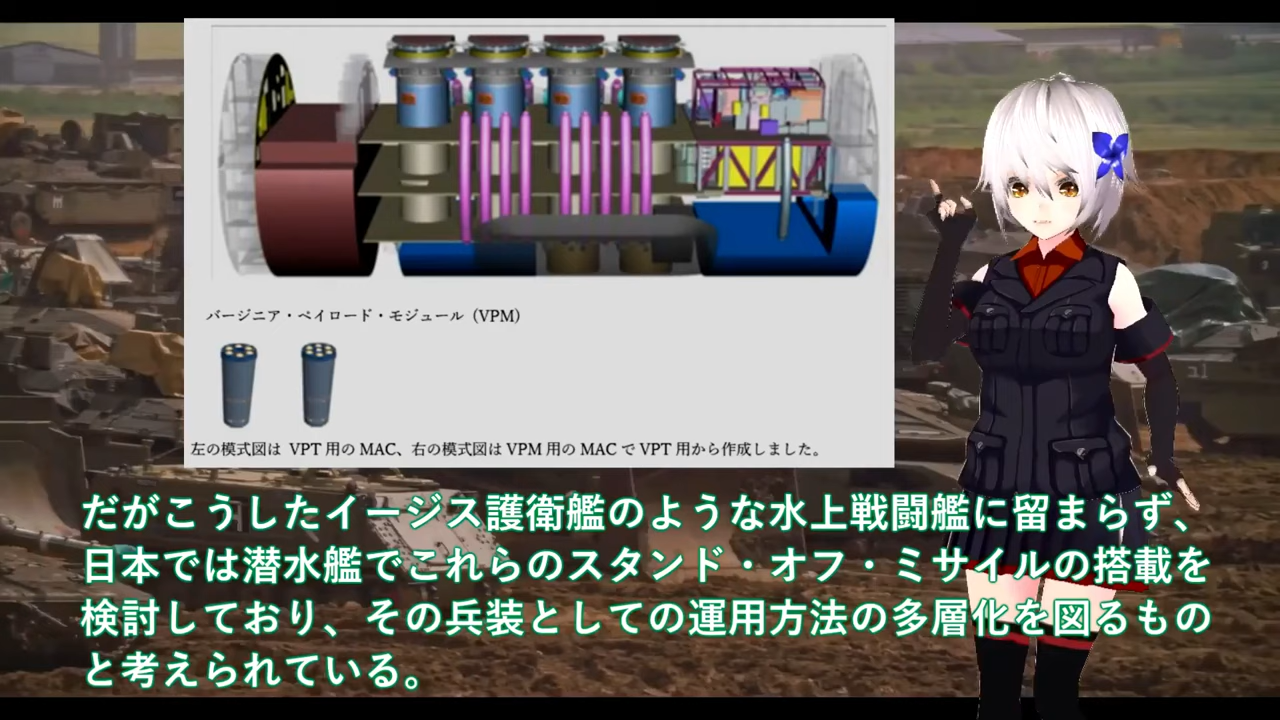 バージニア・ペイロード・モジュール（VPM）
左の模式図は VPT 用の MAC、右の模式図は VPM 用の MAC で VPT 用から作成しました。
だがこうしたイージス護衛艦のような水上戦闘艦に留まらず、
日本では潜水艦でこれらのスタンド・オフ・ミサイルの搭載を
検討しており、その兵装としての運用方法の多層化を図るもの
と考えられている。